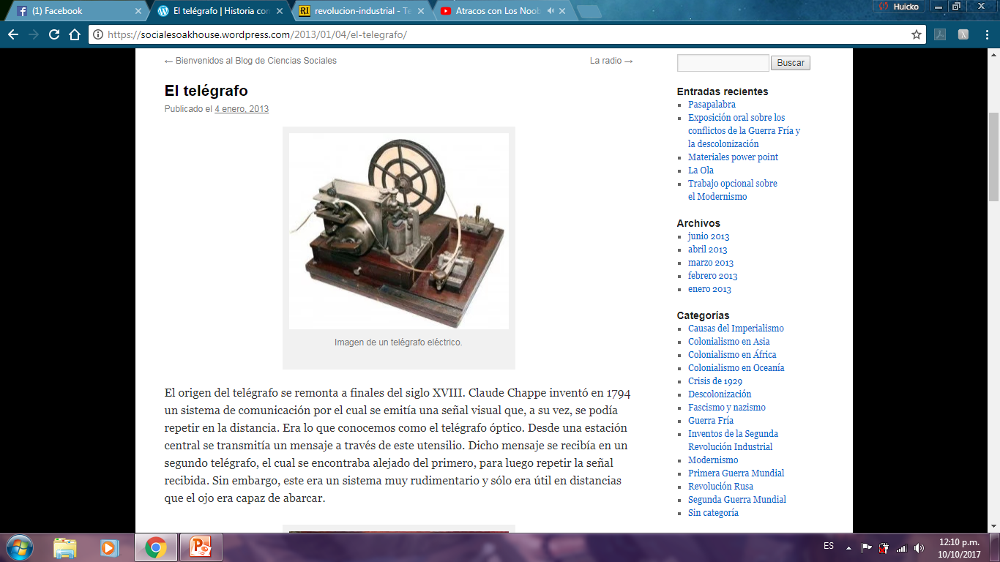 (1) Facebook
El telégrafo | Historia con
revolucion-industrial - Te
Atracos con Los Noob
Huicko
https://socialesoakhouse.wordpress.com/2013/01/04/el-telegrafo/
← Bienvenidos al Blog de Ciencias Sociales
La radio →
El telégrafo
Publicado el 4 enero, 2013
Imagen de un telégrafo eléctrico.
El origen del telégrafo se remonta a finales del siglo XVIII. Claude Chappe inventó en 1794
un sistema de comunicación por el cual se emitía una señal visual que, a su vez, se podía
repetir en la distancia. Era lo que conocemos como el telégrafo óptico. Desde una estación
central se transmitía un mensaje a través de este utensilio. Dicho mensaje se recibía en un
segundo telégrafo, el cual se encontraba alejado del primero, para luego repetir la señal
recibida. Sin embargo, este era un sistema muy rudimentario y sólo era útil en distancias
que el ojo era capaz de abarcar.
Buscar
Entradas recientes
Pasapalabra
Exposición oral sobre los
conflictos de la Guerra Fría y
la descolonización
Materiales power point
La Ola
Trabajo opcional sobre
el Modernismo
Archivos
junio 2013
abril 2013
marzo 2013
febrero 2013
enero 2013
Categorías
Causas del Imperialismo
Colonialismo en Asia
Colonialismo en África
Colonialismo en Oceanía
Crisis de 1929
Descolonización
Fascismo y nazismo
Guerra Fría
Inventos de la Segunda
Revolución Industrial
Modernismo
Primera Guerra Mundial
Revolución Rusa
Segunda Guerra Mundial
Sin categoría
ES
12:10 p.m.
10/10/2017